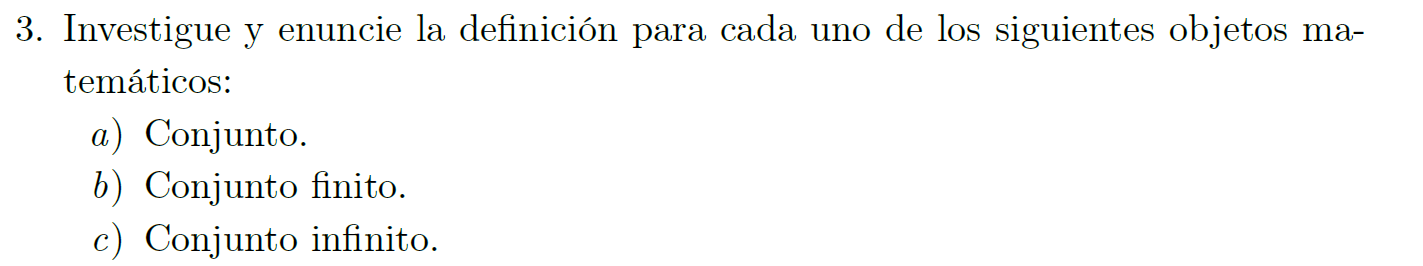 3. Investigue y enuncie la definición para cada uno de los siguientes objetos ma-
temáticos:
a) Conjunto.
b) Conjunto finito.
c) Conjunto infinito.